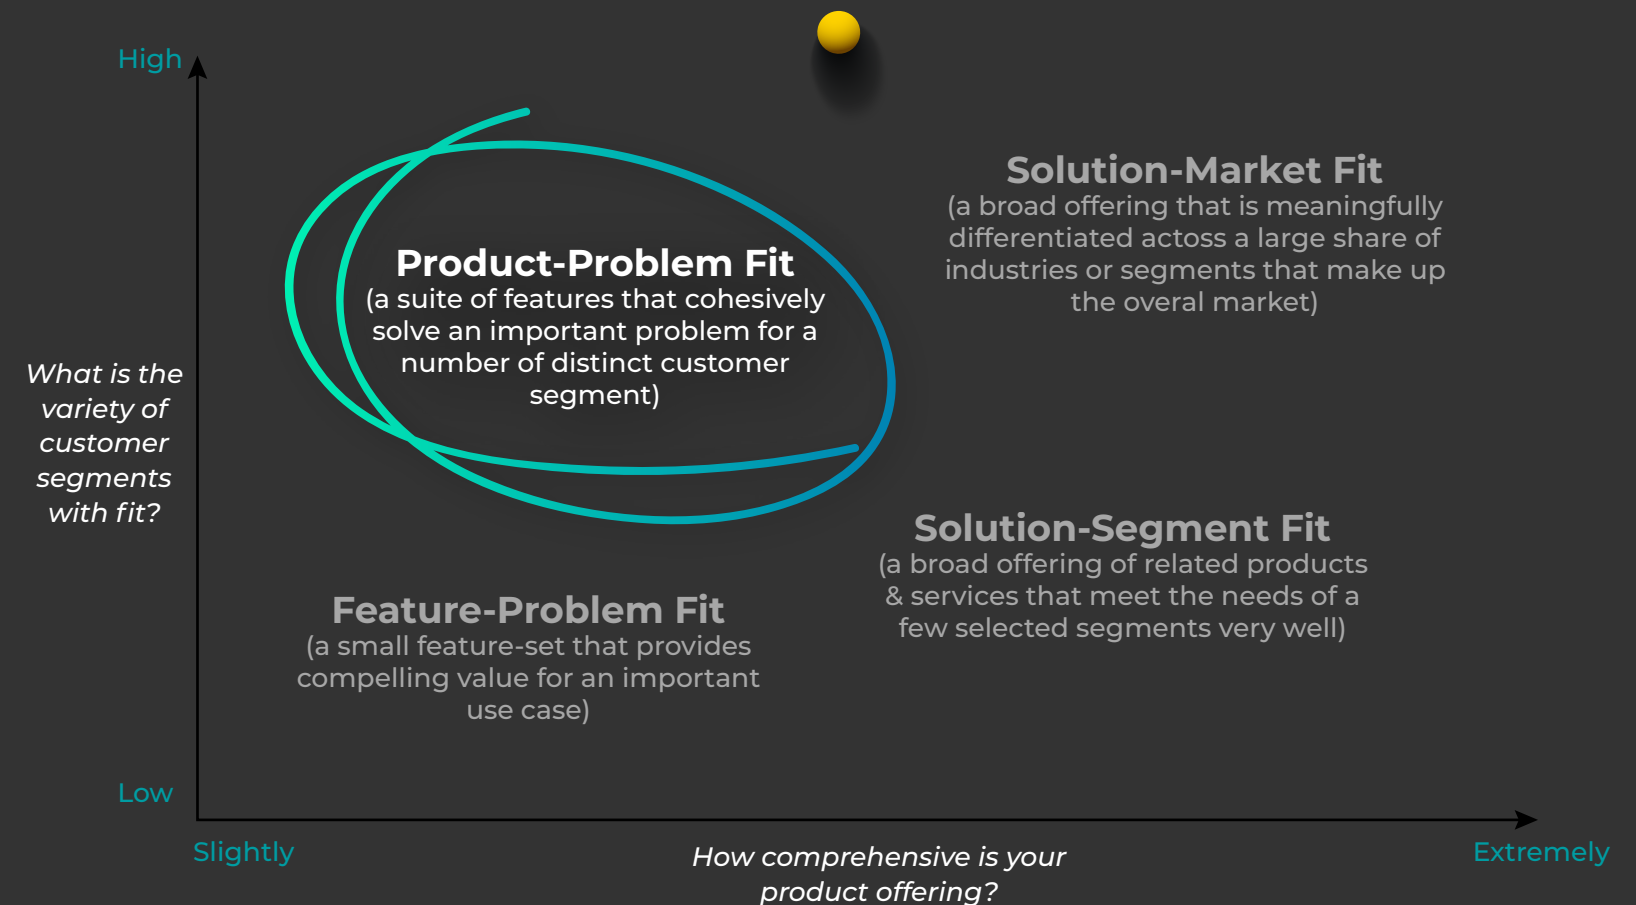 High
Solution-Market Fit
(a broad offering that is meaningfully
differentiated actoss a large share of
industries or segments that make up
the overal market)
Product-Problem Fit
(a suite of features that cohesively
solve an important problem for a
number of distinct customer
segment)
What is the
variety of
customer
segments
with fit?
Solution-Segment Fit
(a broad offering of related products
& services that meet the needs of a
few selected segments very well)
Feature-Problem Fit
(a small feature-set that provides
compelling value for an important
use case)
Low
Slightly
How comprehensive is your
product offering?
Extremely